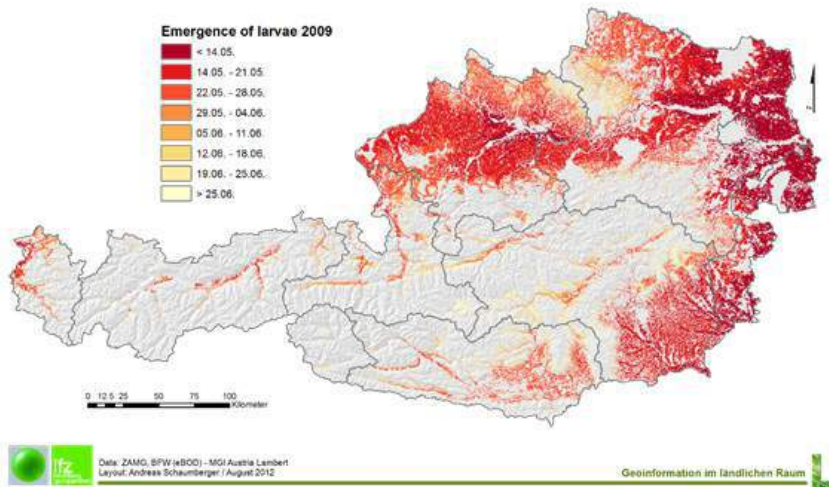 Emergence of larvae 2009
< 14.05.
14.05. - 21.05.
22.05. - 28.05.
29.05. - 04.06.
05.06. - 11.06.
12.06. - 18.06.
19.06. - 25.06.
> 25.06.
0 12.5 25 50 75 100
Kilometer
lfz
Data: ZAMG, BFW (eBOD) - MGI Austria Lambert
Layout: Andreas Schaumberger / August 2012
Geoinformation im ländlichen Raum